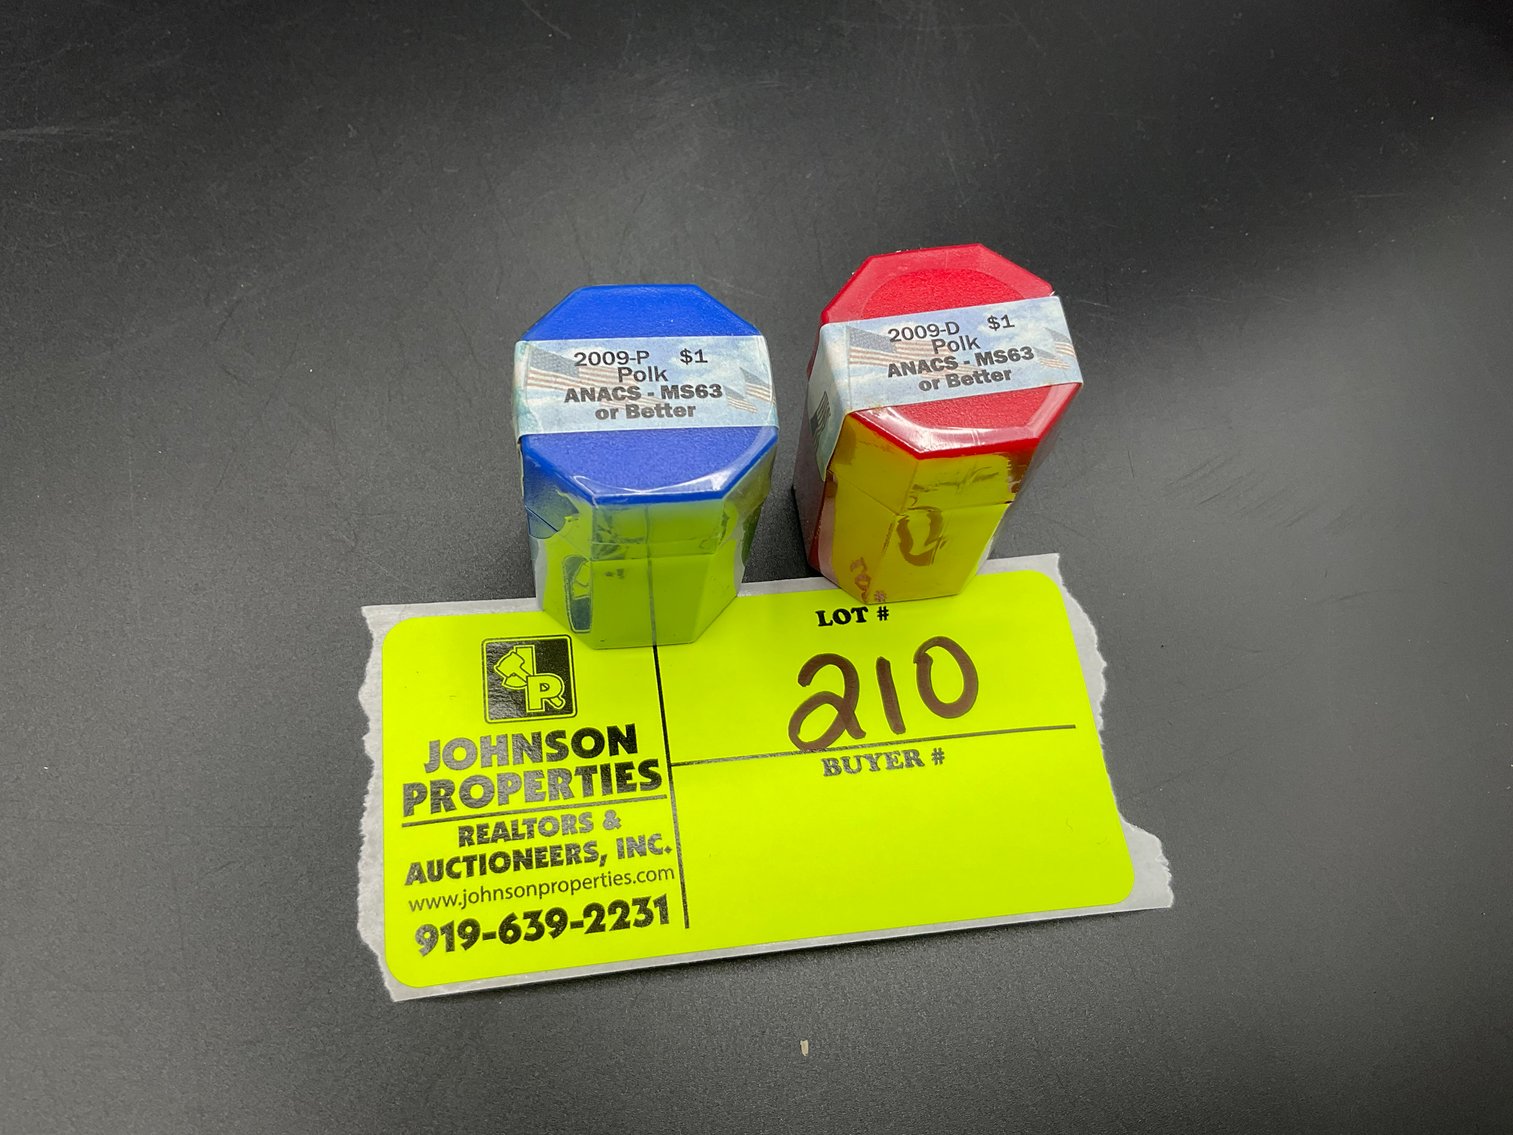 2009-P $1
Polk
ANACS - MS63
or Better
2009-D $1
Polk
ANACS - MS63
or Better
JR
JOHNSON
PROPERTIES
REALTORS &
AUCTIONEERS, INC.
www.johnsonproperties.com
919-639-2231
LOT #
210
BUYER #